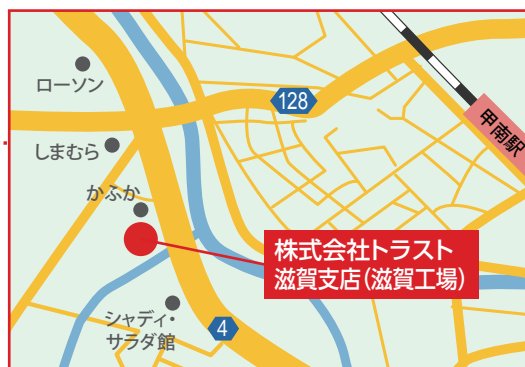 ローソン
128
甲南駅
しまむら
かふか
株式会社トラスト
滋賀支店(滋賀工場)
シャディ・
サラダ館
4